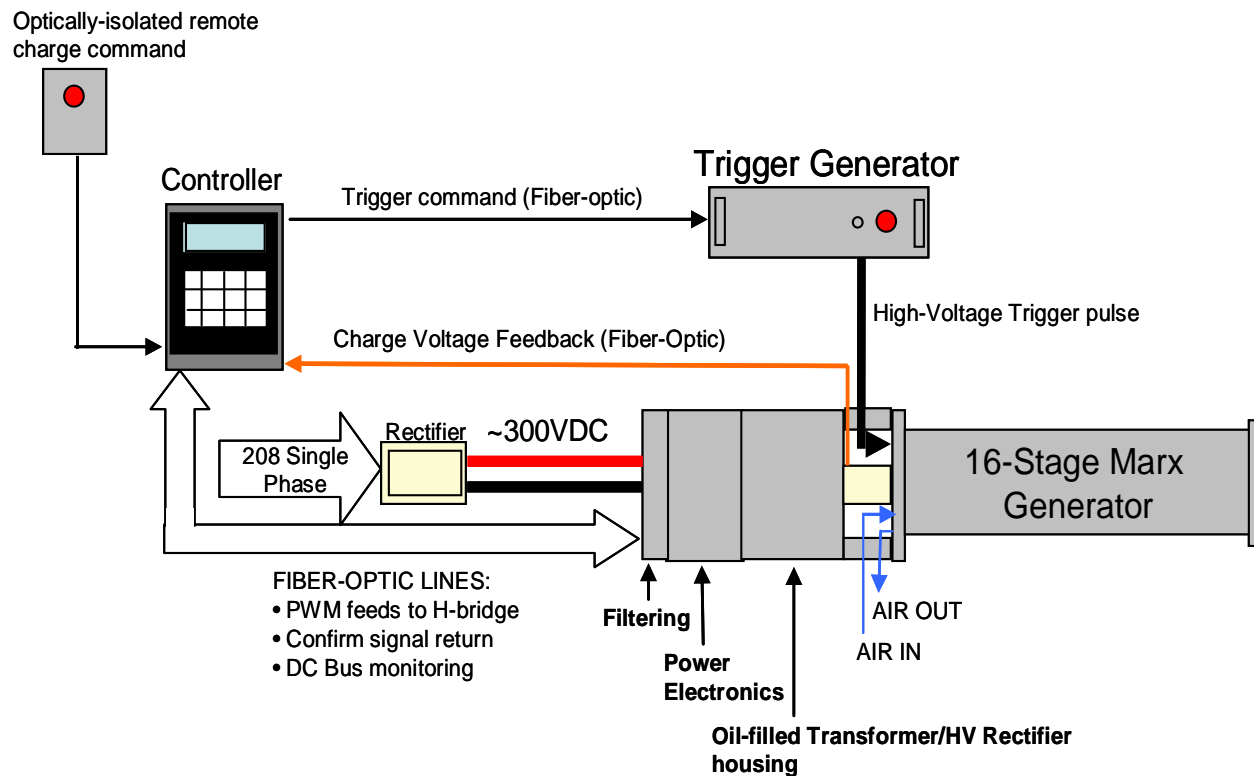 Optically-isolated remote
charge command
Controller
Trigger Generator
Trigger command (Fiber-optic)
High-Voltage Trigger pulse
Charge Voltage Feedback (Fiber-Optic)
Rectifier
~300VDC
208 Single
Phase
16-Stage Marx
Generator
FIBER-OPTIC LINES:
• PWM feeds to H-bridge
• Confirm signal return
• DC Bus monitoring
Filtering
Power
Electronics
AIR OUT
AIR IN
Oil-filled Transformer/HV Rectifier
housing